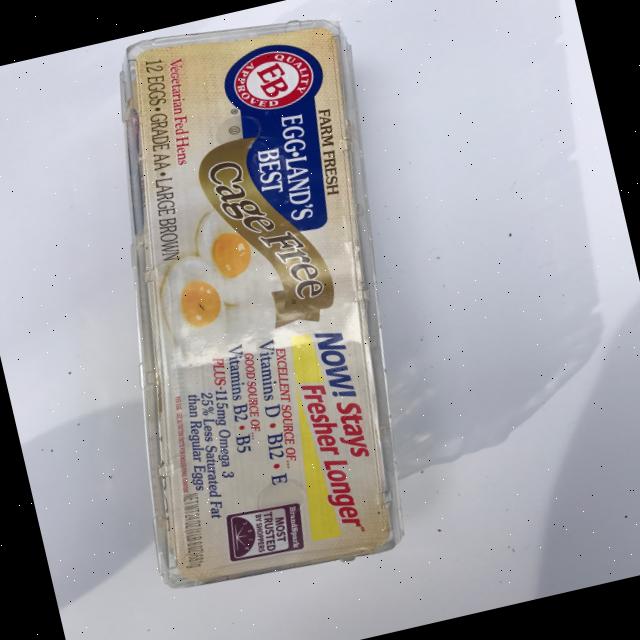 FARM FRESH
EGG·LAND'S
BEST
QUALITY
EB
APPROVED
Cage Free
Vegetarian Fed Hens
12 EGGS • GRADE AA • LARGE BROWN
NOW! Stays
Fresher Longer
EXCELLENT SOURCE OF...
Vitamins D • B12 • E
GOOD SOURCE OF...
Vitamins B2 • B5
PLUS-115mg Omega 3
25% Less Saturated Fat
than Regular Eggs
MOST
TRUSTED
BY SHOPPERS